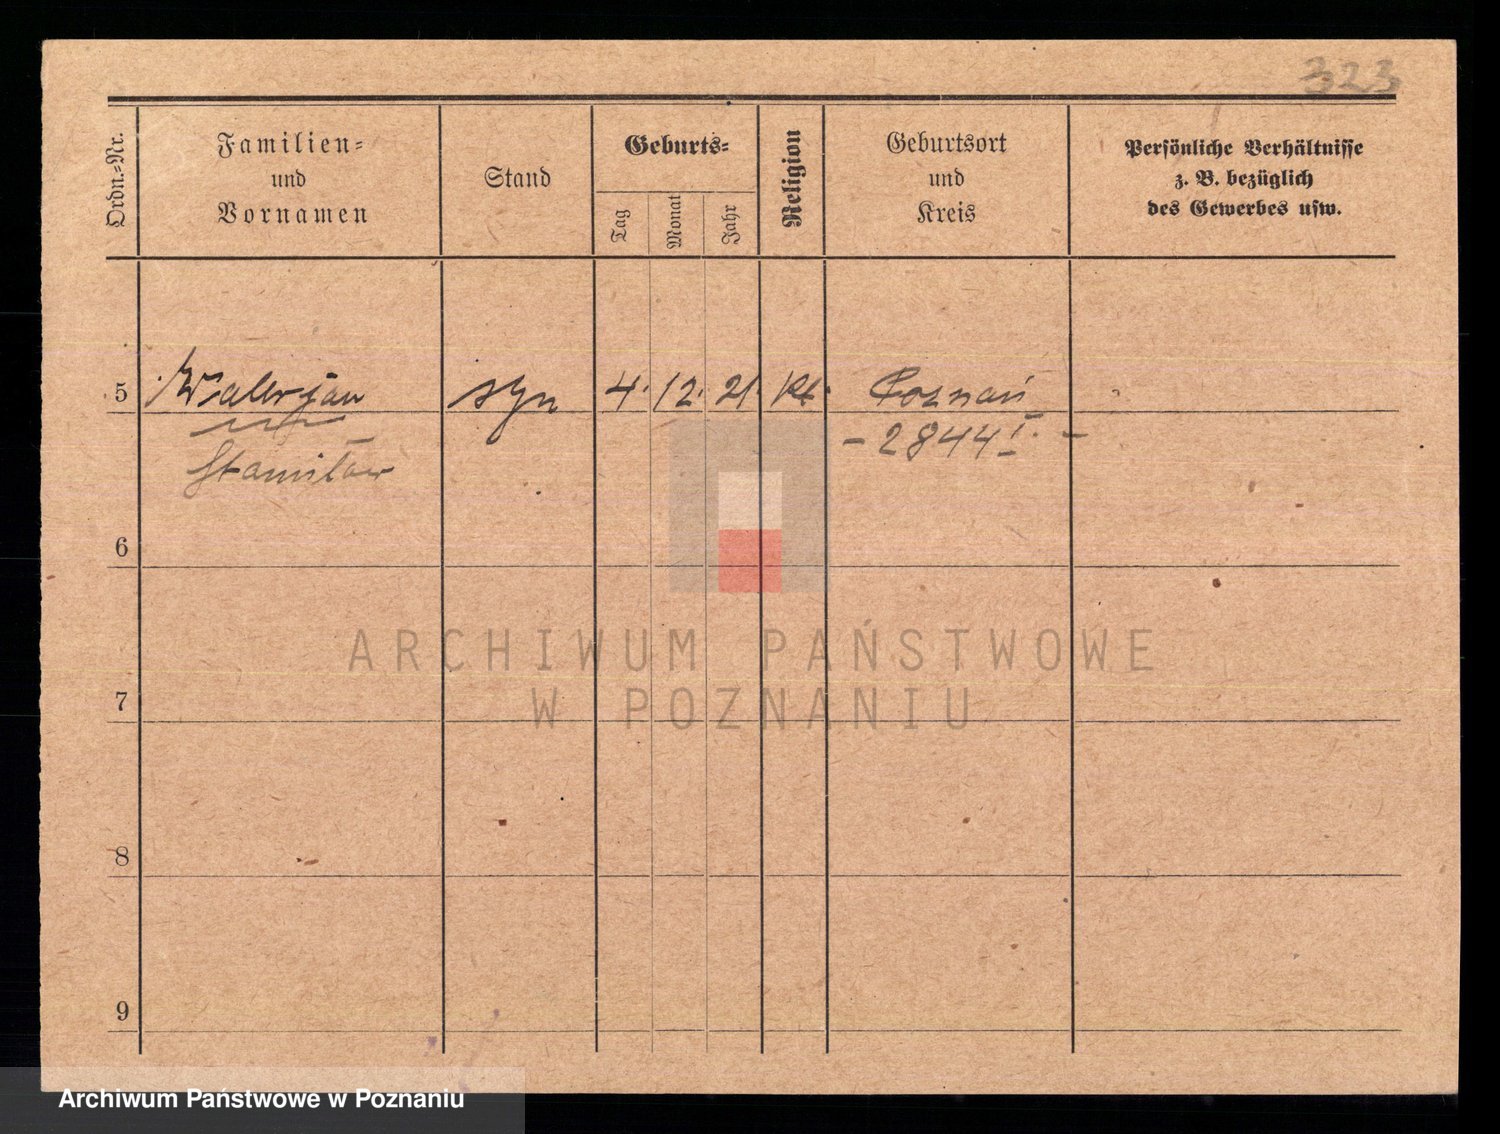 323
Ordn.-Nr.
Familien-
und
Vornamen
Stand
Geburts-
Tag
Monat
Jahr
Religion
Geburtsort
und
Kreis
Persönliche Verhältnisse
z. B. bezüglich
des Gewerbes usw.
5 Walerjan syn 4. 12. 21. kt. Poznań
Stanisław - 2844 I. -
6
7
8
9
ARCHIWUM PAŃSTWOWE
W POZNANIU
Archiwum Państwowe w Poznaniu